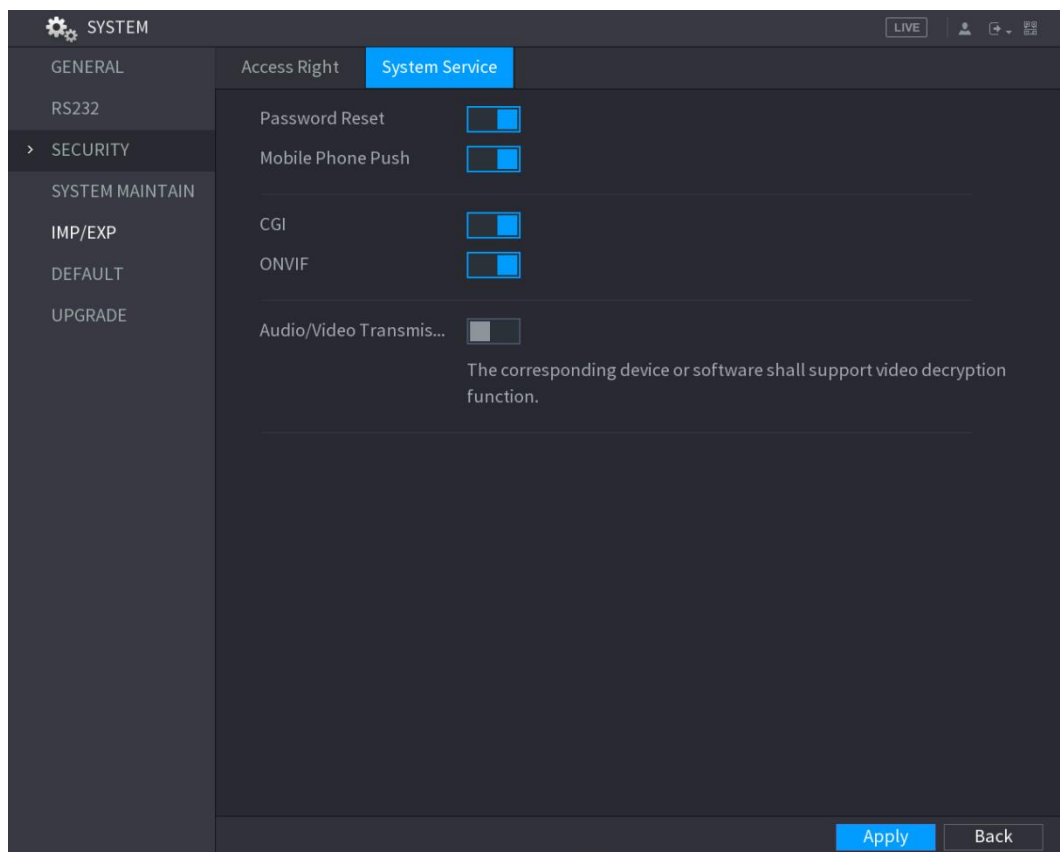 SYSTEM
LIVE
GENERAL
RS232
SECURITY
SYSTEM MAINTAIN
IMP/EXP
DEFAULT
UPGRADE
Access Right
System Service
Password Reset
Mobile Phone Push
CGI
ONVIF
Audio/Video Transmis...
The corresponding device or software shall support video decryption
function.
Apply
Back